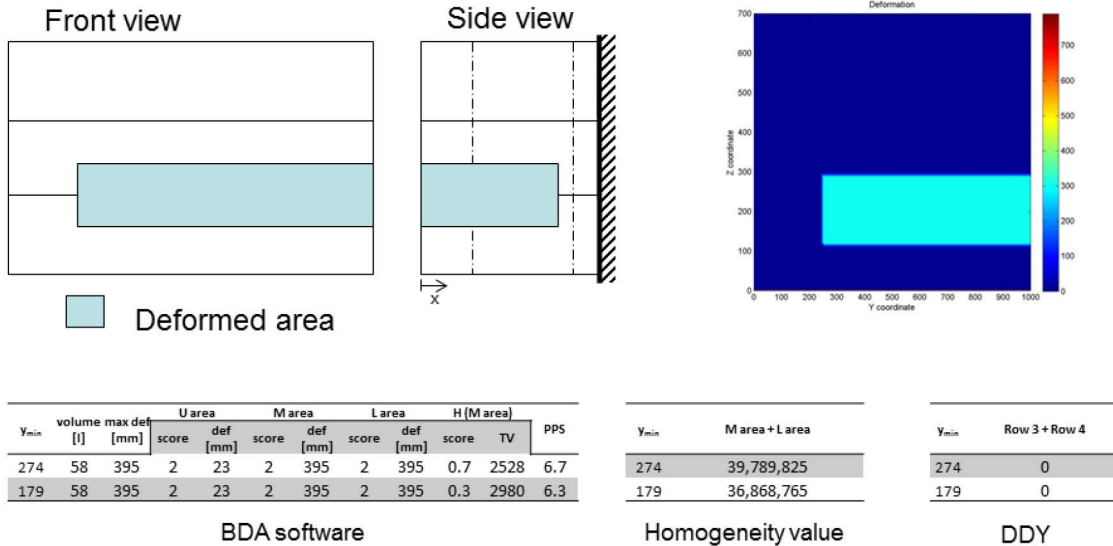 Front view
Side view
x
Deformed area
Deformation
Z coordinate
700
600
500
400
300
200
100
0
0 100 200 300 400 500 600 700 800 900 1000
Y coordinate
700
600
500
400
300
200
100
0
U area M area L area H (M area)
ymin volume [l] max def [mm] score def [mm] score def [mm] score def [mm] score TV PPS
274 58 395 2 23 2 395 2 395 0.7 2528 6.7
179 58 395 2 23 2 395 2 395 0.3 2980 6.3
BDA software
ymin M area + L area
274 39,789,825
179 36,868,765
Homogeneity value
ymin Row 3 + Row 4
274 0
179 0
DDY